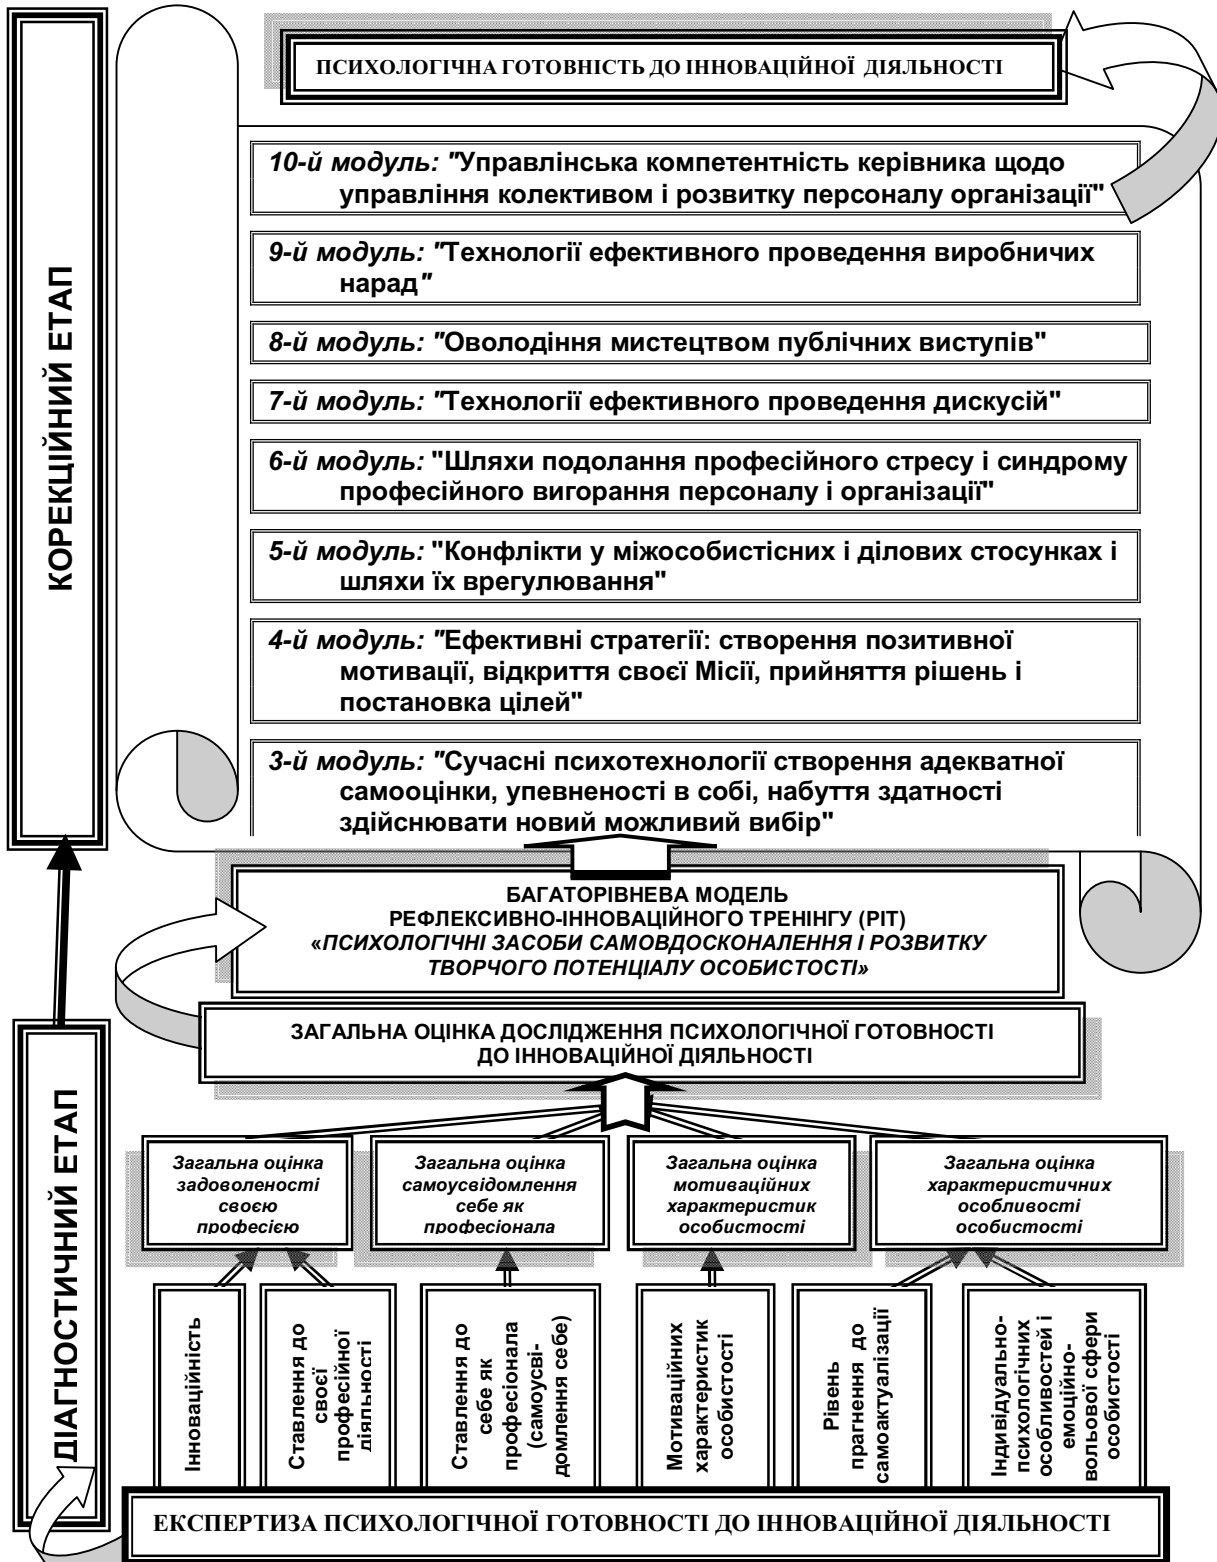 ПСИХОЛОГІЧНА ГОТОВНІСТЬ ДО ІННОВАЦІЙНОЇ ДІЯЛЬНОСТІ
КОРЕКЦІЙНИЙ ЕТАП
10-й модуль: "Управлінська компетентність керівника щодо
управління колективом і розвитку персоналу організації"
9-й модуль: "Технології ефективного проведення виробничих
нарад"
8-й модуль: "Оволодіння мистецтвом публічних виступів"
7-й модуль: "Технології ефективного проведення дискусій"
6-й модуль: "Шляхи подолання професійного стресу і синдрому
професійного вигорання персоналу і організації"
5-й модуль: "Конфлікти у міжособистісних і ділових стосунках і
шляхи їх врегулювання"
4-й модуль: "Ефективні стратегії: створення позитивної
мотивації, відкриття своєї Місії, прийняття рішень і
постановка цілей"
3-й модуль: "Сучасні психотехнології створення адекватної
самооцінки, упевненості в собі, набуття здатності
здійснювати новий можливий вибір"
БАГАТОРІВНЕВА МОДЕЛЬ
РЕФЛЕКСИВНО-ІННОВАЦІЙНОГО ТРЕНІНГУ (РІТ)
«ПСИХОЛОГІЧНІ ЗАСОБИ САМОВДОСКОНАЛЕННЯ І РОЗВИТКУ
ТВОРЧОГО ПОТЕНЦІАЛУ ОСОБИСТОСТІ»
ЗАГАЛЬНА ОЦІНКА ДОСЛІДЖЕННЯ ПСИХОЛОГІЧНОЇ ГОТОВНОСТІ
ДО ІННОВАЦІЙНОЇ ДІЯЛЬНОСТІ
ДІАГНОСТИЧНИЙ ЕТАП
Загальна оцінка
задоволеності
своєю
професією
Загальна оцінка
самоусвідомлення
себе як
професіонала
Загальна оцінка
мотиваційних
характеристик
особистості
Загальна оцінка
характеристичних
особливості
особистості
Інноваційність
Ставлення до
своєї
професійної
діяльності
Ставлення до
себе як
професіонала
(самоусві-
домлення себе)
Мотиваційних
характеристик
особистості
Рівень
прагнення до
самоактуалізації
Індивідуально-
психологічних
особливостей і
емоційно-
вольової сфери
особистості
ЕКСПЕРТИЗА ПСИХОЛОГІЧНОЇ ГОТОВНОСТІ ДО ІННОВАЦІЙНОЇ ДІЯЛЬНОСТІ